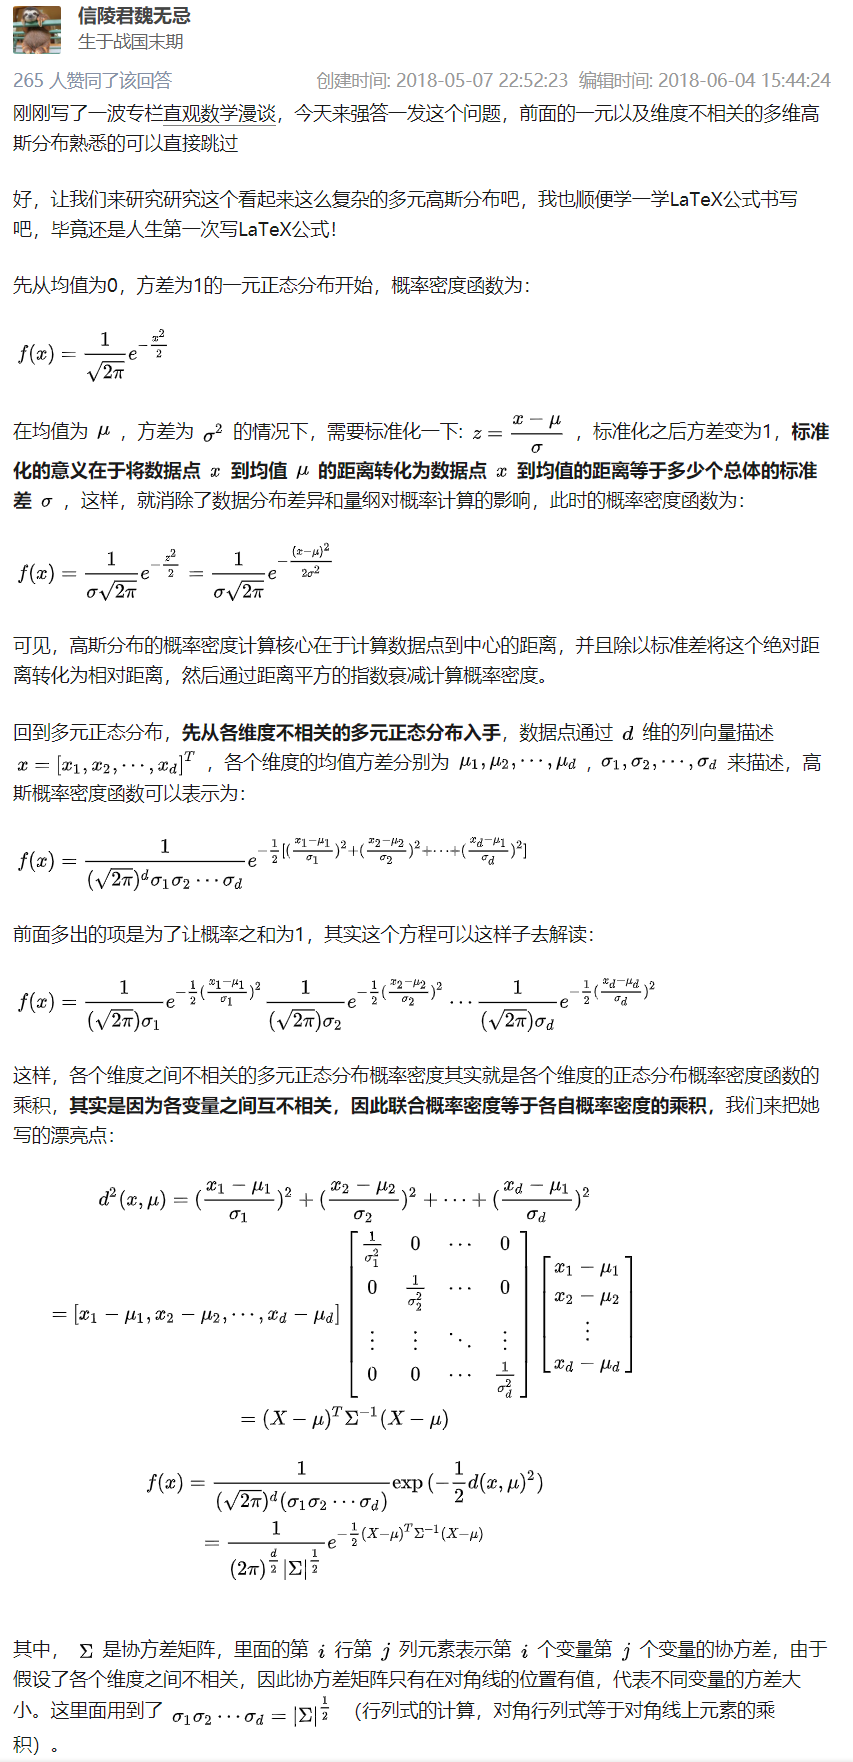 信陵君魏无忌
生于战国末期
265 人赞同了该回答 创建时间: 2018-05-07 22:52:23 编辑时间: 2018-06-04 15:44:24
刚刚写了一波专栏直观数学漫谈，今天来强答一发这个问题，前面的一元以及维度不相关的多维高
斯分布熟悉的可以直接跳过
好，让我们来研究研究这个看起来这么复杂的多元高斯分布吧，我也顺便学一学LaTeX公式书写
吧，毕竟还是人生第一次写LaTeX公式！
先从均值为0，方差为1的一元正态分布开始，概率密度函数为：
$f(x) = \frac{1}{\sqrt{2\pi}} e^{-\frac{x^2}{2}}$
在均值为 $\mu$ ，方差为 $\sigma^2$ 的情况下，需要标准化一下: $z = \frac{x-\mu}{\sigma}$ ，标准化之后方差变为1，标准
化的意义在于将数据点 $x$ 到均值 $\mu$ 的距离转化为数据点 $x$ 到均值的距离等于多少个总体的标准
差 $\sigma$ ，这样，就消除了数据分布差异和量纲对概率计算的影响，此时的概率密度函数为：
$f(x) = \frac{1}{\sigma\sqrt{2\pi}} e^{-\frac{z^2}{2}} = \frac{1}{\sigma\sqrt{2\pi}} e^{-\frac{(x-\mu)^2}{2\sigma^2}}$
可见，高斯分布的概率密度计算核心在于计算数据点到中心的距离，并且除以标准差将这个绝对距
离转化为相对距离，然后通过距离平方的指数衰减计算概率密度。
回到多元正态分布，先从各维度不相关的多元正态分布入手，数据点通过 $d$ 维的列向量描述
$x = [x_1, x_2, \cdots, x_d]^T$ ，各个维度的均值方差分别为 $\mu_1, \mu_2, \cdots, \mu_d$ , $\sigma_1, \sigma_2, \cdots, \sigma_d$ 来描述，高
斯概率密度函数可以表示为：
$f(x) = \frac{1}{(\sqrt{2\pi})^d \sigma_1\sigma_2\cdots\sigma_d} e^{-\frac{1}{2}[(\frac{x_1-\mu_1}{\sigma_1})^2+(\frac{x_2-\mu_2}{\sigma_2})^2+\cdots+(\frac{x_d-\mu_1}{\sigma_d})^2]}$
前面多出的项是为了让概率之和为1，其实这个方程可以这样子去解读：
$f(x) = \frac{1}{(\sqrt{2\pi})\sigma_1} e^{-\frac{1}{2}(\frac{x_1-\mu_1}{\sigma_1})^2} \frac{1}{(\sqrt{2\pi})\sigma_2} e^{-\frac{1}{2}(\frac{x_2-\mu_2}{\sigma_2})^2} \cdots \frac{1}{(\sqrt{2\pi})\sigma_d} e^{-\frac{1}{2}(\frac{x_d-\mu_d}{\sigma_d})^2}$
这样，各个维度之间不相关的多元正态分布概率密度其实就是各个维度的正态分布概率密度函数的
乘积，其实是因为各变量之间互不相关，因此联合概率密度等于各自概率密度的乘积，我们来把她
写的漂亮点：
$d^2(x,\mu) = (\frac{x_1-\mu_1}{\sigma_1})^2 + (\frac{x_2-\mu_2}{\sigma_2})^2 + \cdots + (\frac{x_d-\mu_1}{\sigma_d})^2$
$= [x_1-\mu_1, x_2-\mu_2, \cdots, x_d-\mu_d] \begin{bmatrix} \frac{1}{\sigma_1^2} & 0 & \cdots & 0 \\ 0 & \frac{1}{\sigma_2^2} & \cdots & 0 \\ \vdots & \vdots & \ddots & \vdots \\ 0 & 0 & \cdots & \frac{1}{\sigma_d^2} \end{bmatrix} \begin{bmatrix} x_1-\mu_1 \\ x_2-\mu_2 \\ \vdots \\ x_d-\mu_d \end{bmatrix}$
$= (X-\mu)^T \Sigma^{-1} (X-\mu)$
$f(x) = \frac{1}{(\sqrt{2\pi})^d(\sigma_1\sigma_2\cdots\sigma_d)} \exp(-\frac{1}{2}d(x,\mu)^2)$
$= \frac{1}{(2\pi)^{\frac{d}{2}}|\Sigma|^{\frac{1}{2}}} e^{-\frac{1}{2}(X-\mu)^T\Sigma^{-1}(X-\mu)}$
其中， $\Sigma$ 是协方差矩阵，里面的第 $i$ 行第 $j$ 列元素表示第 $i$ 个变量第 $j$ 个变量的协方差，由于
假设了各个维度之间不相关，因此协方差矩阵只有在对角线的位置有值，代表不同变量的方差大
小。这里面用到了 $\sigma_1\sigma_2\cdots\sigma_d = |\Sigma|^{\frac{1}{2}}$ （行列式的计算，对角行列式等于对角线上元素的乘
积）。